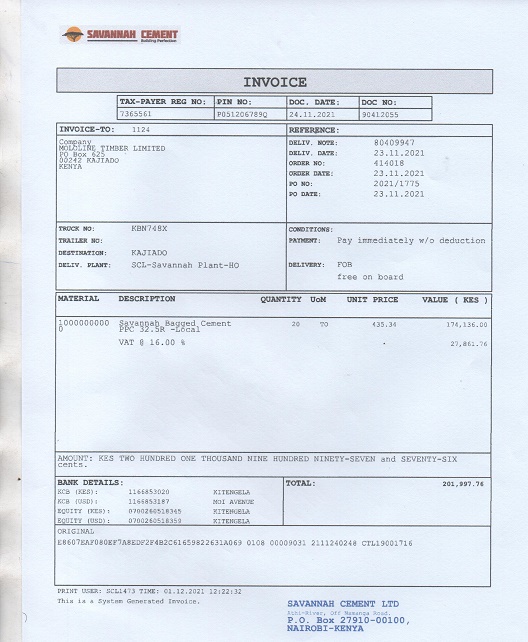 SAVANNAH CEMENT
Building Perfection
INVOICE
TAX-PAYER REG NO: PIN NO: DOC. DATE: DOC NO:
7365561 P051206789Q 24.11.2021 90412055
INVOICE-TO: 1124
Company
MOLOLINE TIMBER LIMITED
PO Box 625
00242 KAJIADO
KENYA
REFERENCE:
DELIV. NOTE: 80409947
DELIV. DATE: 23.11.2021
ORDER NO: 414018
ORDER DATE: 23.11.2021
PO NO: 2021/1775
PO DATE: 23.11.2021
TRUCK NO: KBN748X
TRAILER NO:
DESTINATION: KAJIADO
DELIV. PLANT: SCL-Savannah Plant-HO
CONDITIONS:
PAYMENT: Pay immediately w/o deduction
DELIVERY: FOB
free on board
MATERIAL DESCRIPTION QUANTITY UoM UNIT PRICE VALUE ( KES )
1000000000 Savannah Bagged Cement 20 TO 435.34 174,136.00
0 PPC 32.5R -Local
VAT @ 16.00 % 27,861.76
AMOUNT: KES TWO HUNDRED ONE THOUSAND NINE HUNDRED NINETY-SEVEN and SEVENTY-SIX
cents.
BANK DETAILS:
KCB (KES): 1166853020 KITENGELA
KCB (USD): 1166853187 MOI AVENUE
EQUITY (KES): 0700260518345 KITENGELA
EQUITY (USD): 0700260518359 KITENGELA
TOTAL: 201,997.76
ORIGINAL
E8607EAF080EF7A8EDF2F4B2C61659822631A069 0108 00009031 2111240248 CTL19001716
PRINT USER: SCL1473 TIME: 01.12.2021 12:22:32
This is a System Generated Invoice.
SAVANNAH CEMENT LTD
Athi-River, Off Namanga Road.
P.O. Box 27910-00100,
NAIROBI-KENYA